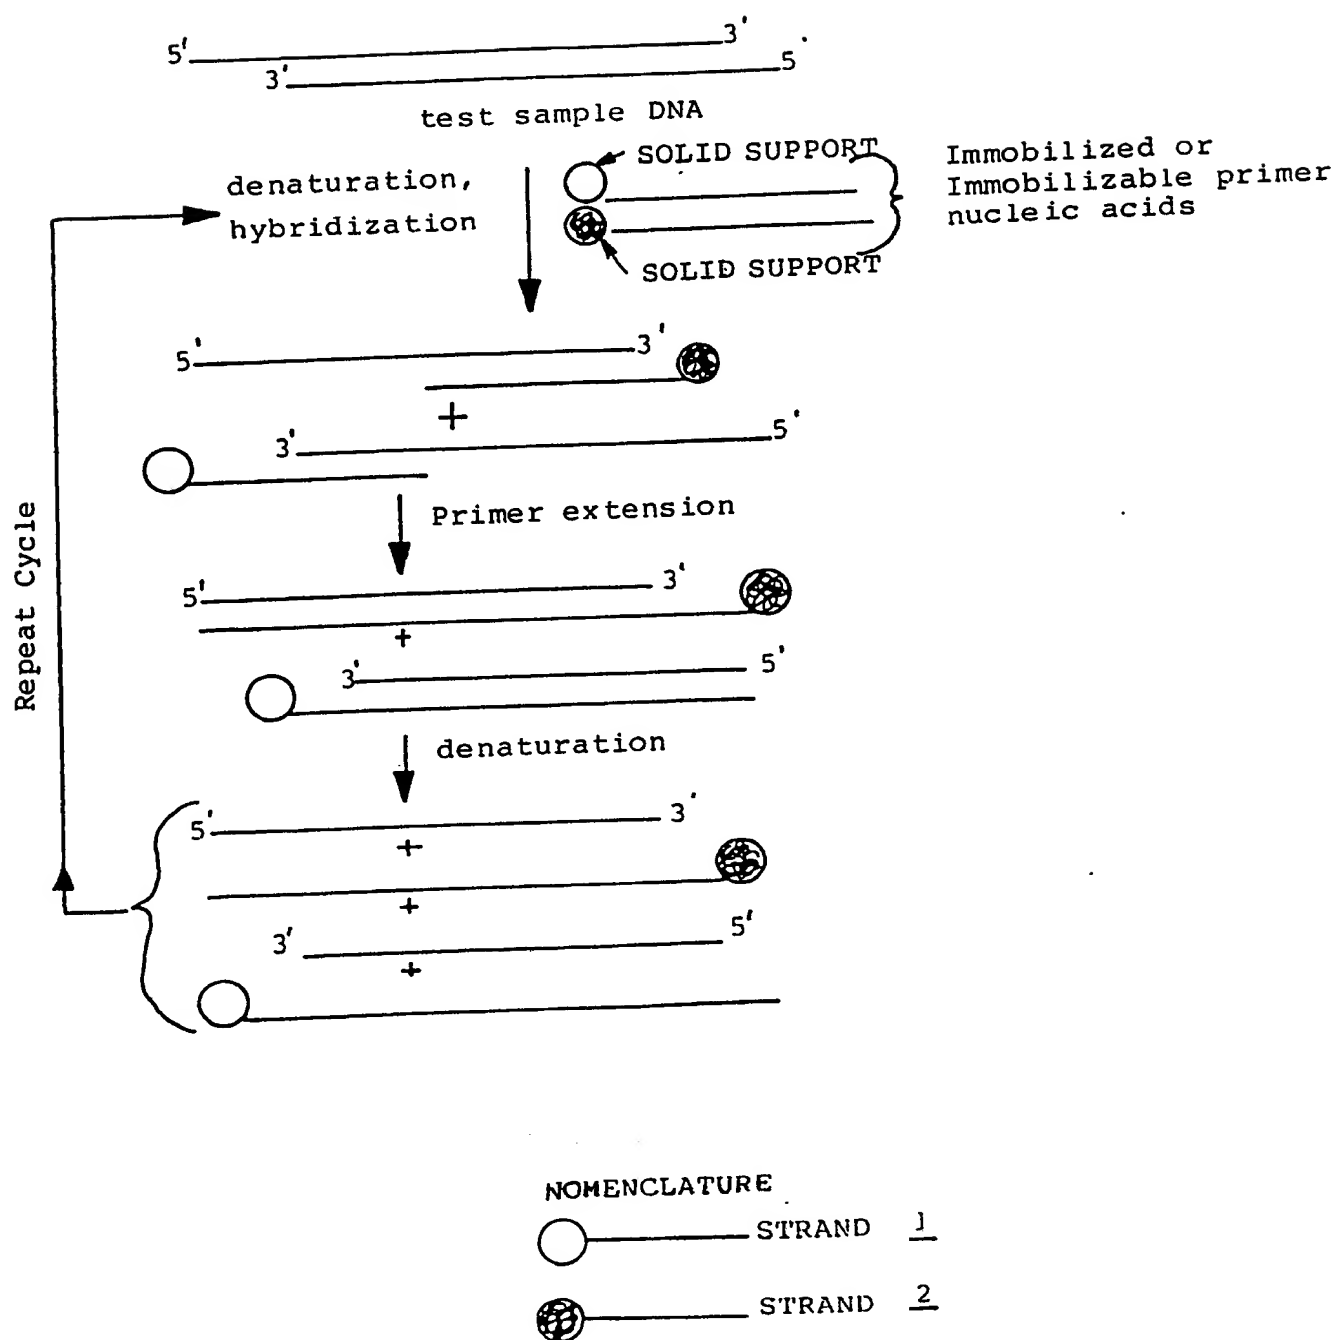 5' 3'
3' 5'
test sample DNA
SOLID SUPPORT
Immobilized or
Immobilizable primer
nucleic acids
denaturation,
hybridization
SOLID SUPPORT
5' 3'
+
3' 5'
Primer extension
5' 3'
+
3' 5'
denaturation
5' 3'
+
+
3' 5'
+
Repeat Cycle
NOMENCLATURE
STRAND 1
STRAND 2